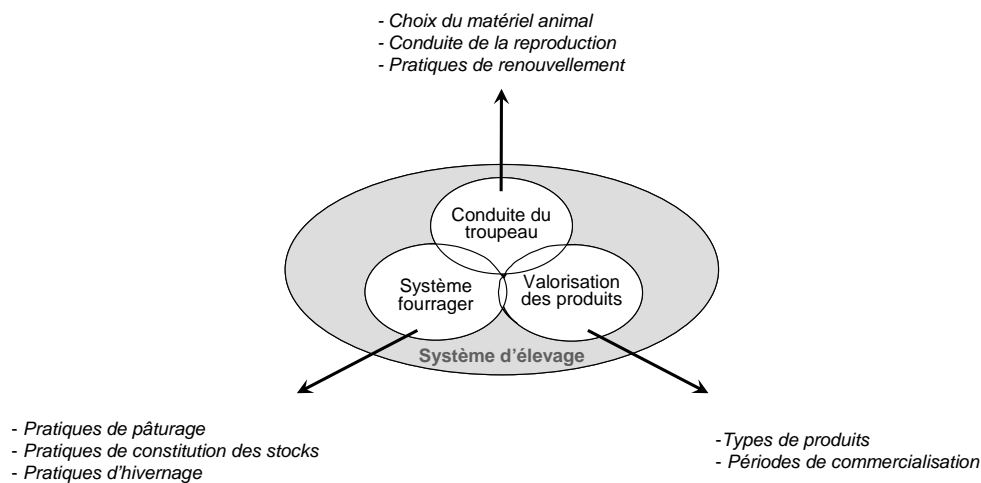 - Choix du matériel animal
- Conduite de la reproduction
- Pratiques de renouvellement
Conduite du
troupeau
Système
fourrager
Valorisation
des produits
Système d'élevage
- Pratiques de pâturage
- Pratiques de constitution des stocks
- Pratiques d'hivernage
-Types de produits
- Périodes de commercialisation